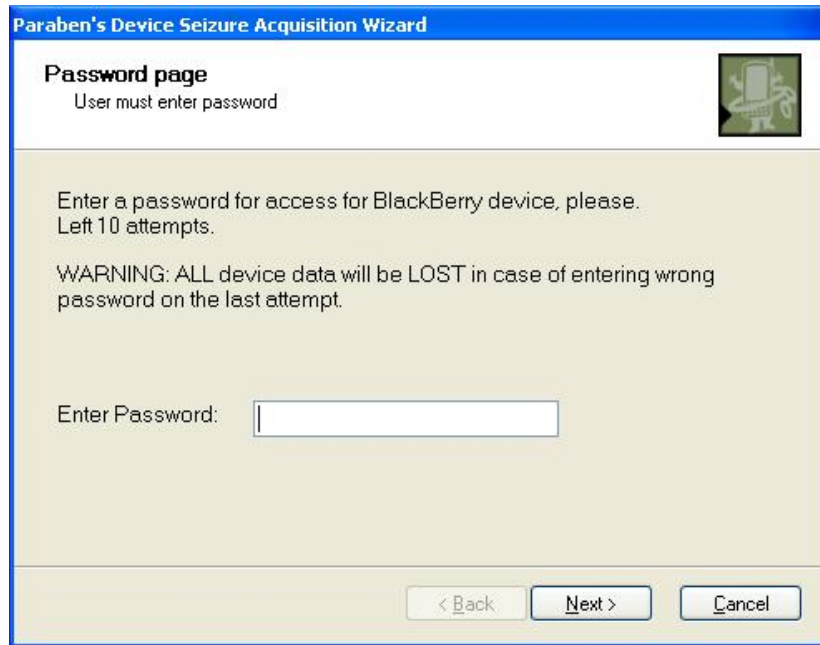 Paraben's Device Seizure Acquisition Wizard
Password page
User must enter password
Enter a password for access for BlackBerry device, please.
Left 10 attempts.
WARNING: ALL device data will be LOST in case of entering wrong
password on the last attempt.
Enter Password:
< Back Next > Cancel